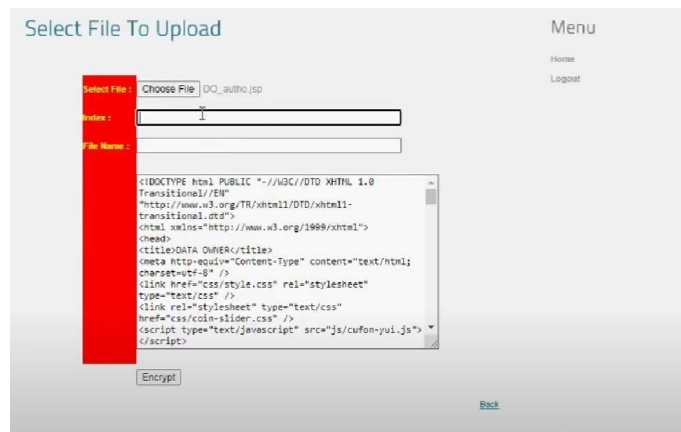 Select File To Upload
Menu
Home
Logout
Select File :
Choose File DO_autho.jsp
Index :
File Name :
<!DOCTYPE html PUBLIC "-//W3C//DTD XHTML 1.0
Transitional//EN"
"http://www.w3.org/TR/xhtml1/DTD/xhtml1-
transitional.dtd">
<html xmlns="http://www.w3.org/1999/xhtml">
<head>
<title>DATA OWNER</title>
<meta http-equiv="Content-Type" content="text/html;
charset=utf-8" />
<link href="css/style.css" rel="stylesheet"
type="text/css" />
<link rel="stylesheet" type="text/css"
href="css/coin-slider.css" />
<script type="text/javascript" src="js/cufon-yui.js">
</script>
Encrypt
Back